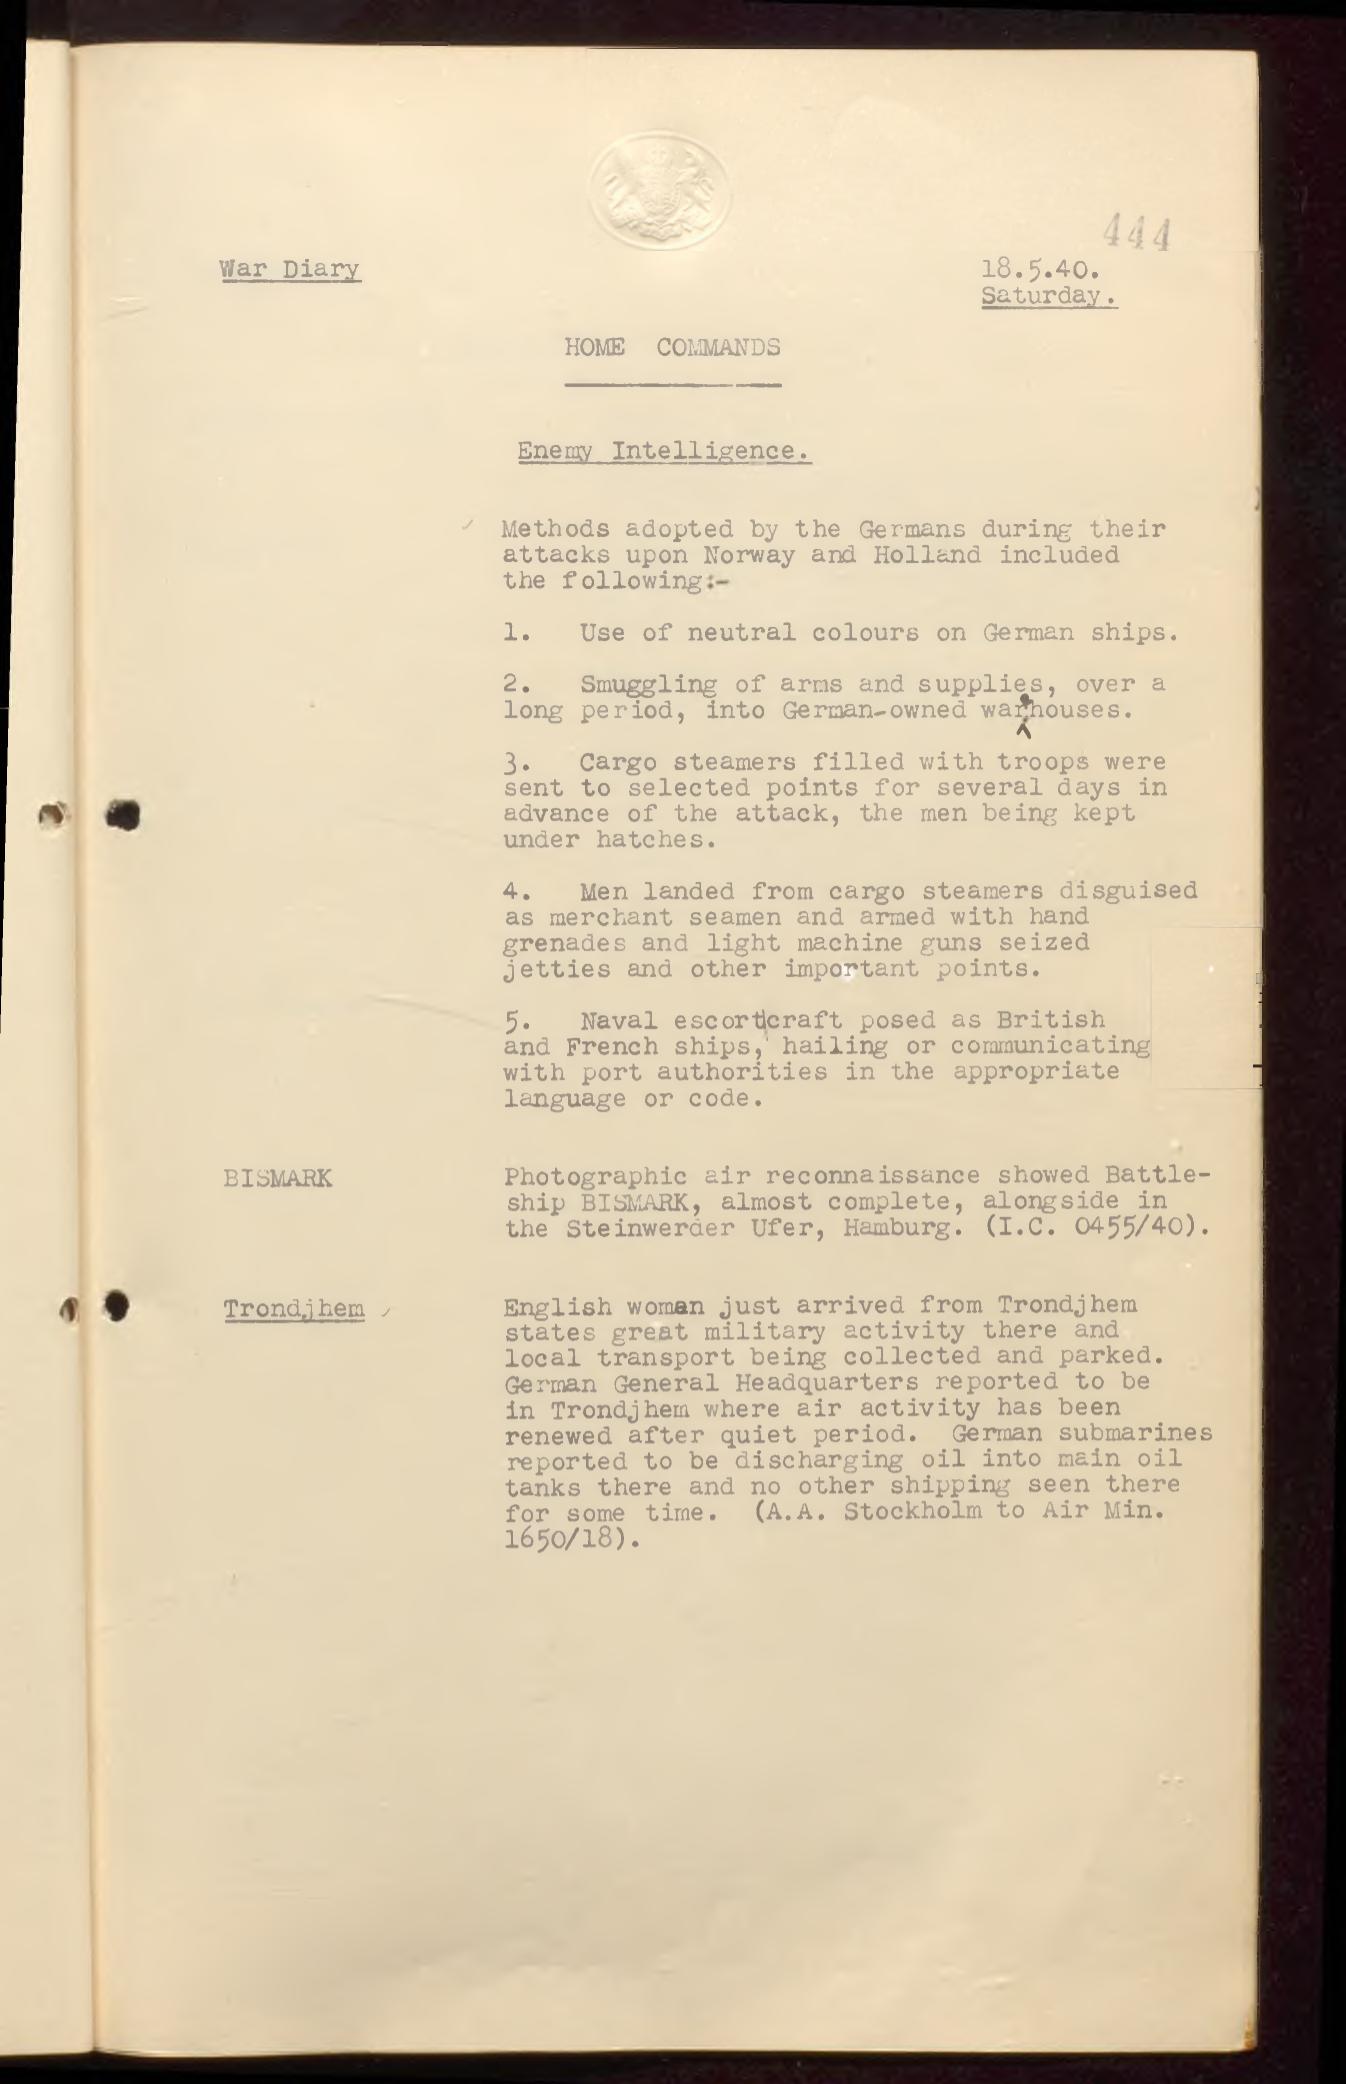 444
War Diary
18.5.40.
Saturday.
HOME COMMANDS
Enemy Intelligence.
Methods adopted by the Germans during their
attacks upon Norway and Holland included
the following:-
1. Use of neutral colours on German ships.
2. Smuggling of arms and supplies, over a
long period, into German-owned warehouses.
3. Cargo steamers filled with troops were
sent to selected points for several days in
advance of the attack, the men being kept
under hatches.
4. Men landed from cargo steamers disguised
as merchant seamen and armed with hand
grenades and light machine guns seized
jetties and other important points.
5. Naval escort craft posed as British
and French ships, hailing or communicating
with port authorities in the appropriate
language or code.
BISMARK
Photographic air reconnaissance showed Battle-
ship BISMARK, almost complete, alongside in
the Steinwerder Ufer, Hamburg. (I.C. 0455/40).
Trondjhem
English woman just arrived from Trondjhem
states great military activity there and
local transport being collected and parked.
German General Headquarters reported to be
in Trondjhem where air activity has been
renewed after quiet period. German submarines
reported to be discharging oil into main oil
tanks there and no other shipping seen there
for some time. (A.A. Stockholm to Air Min.
1650/18).